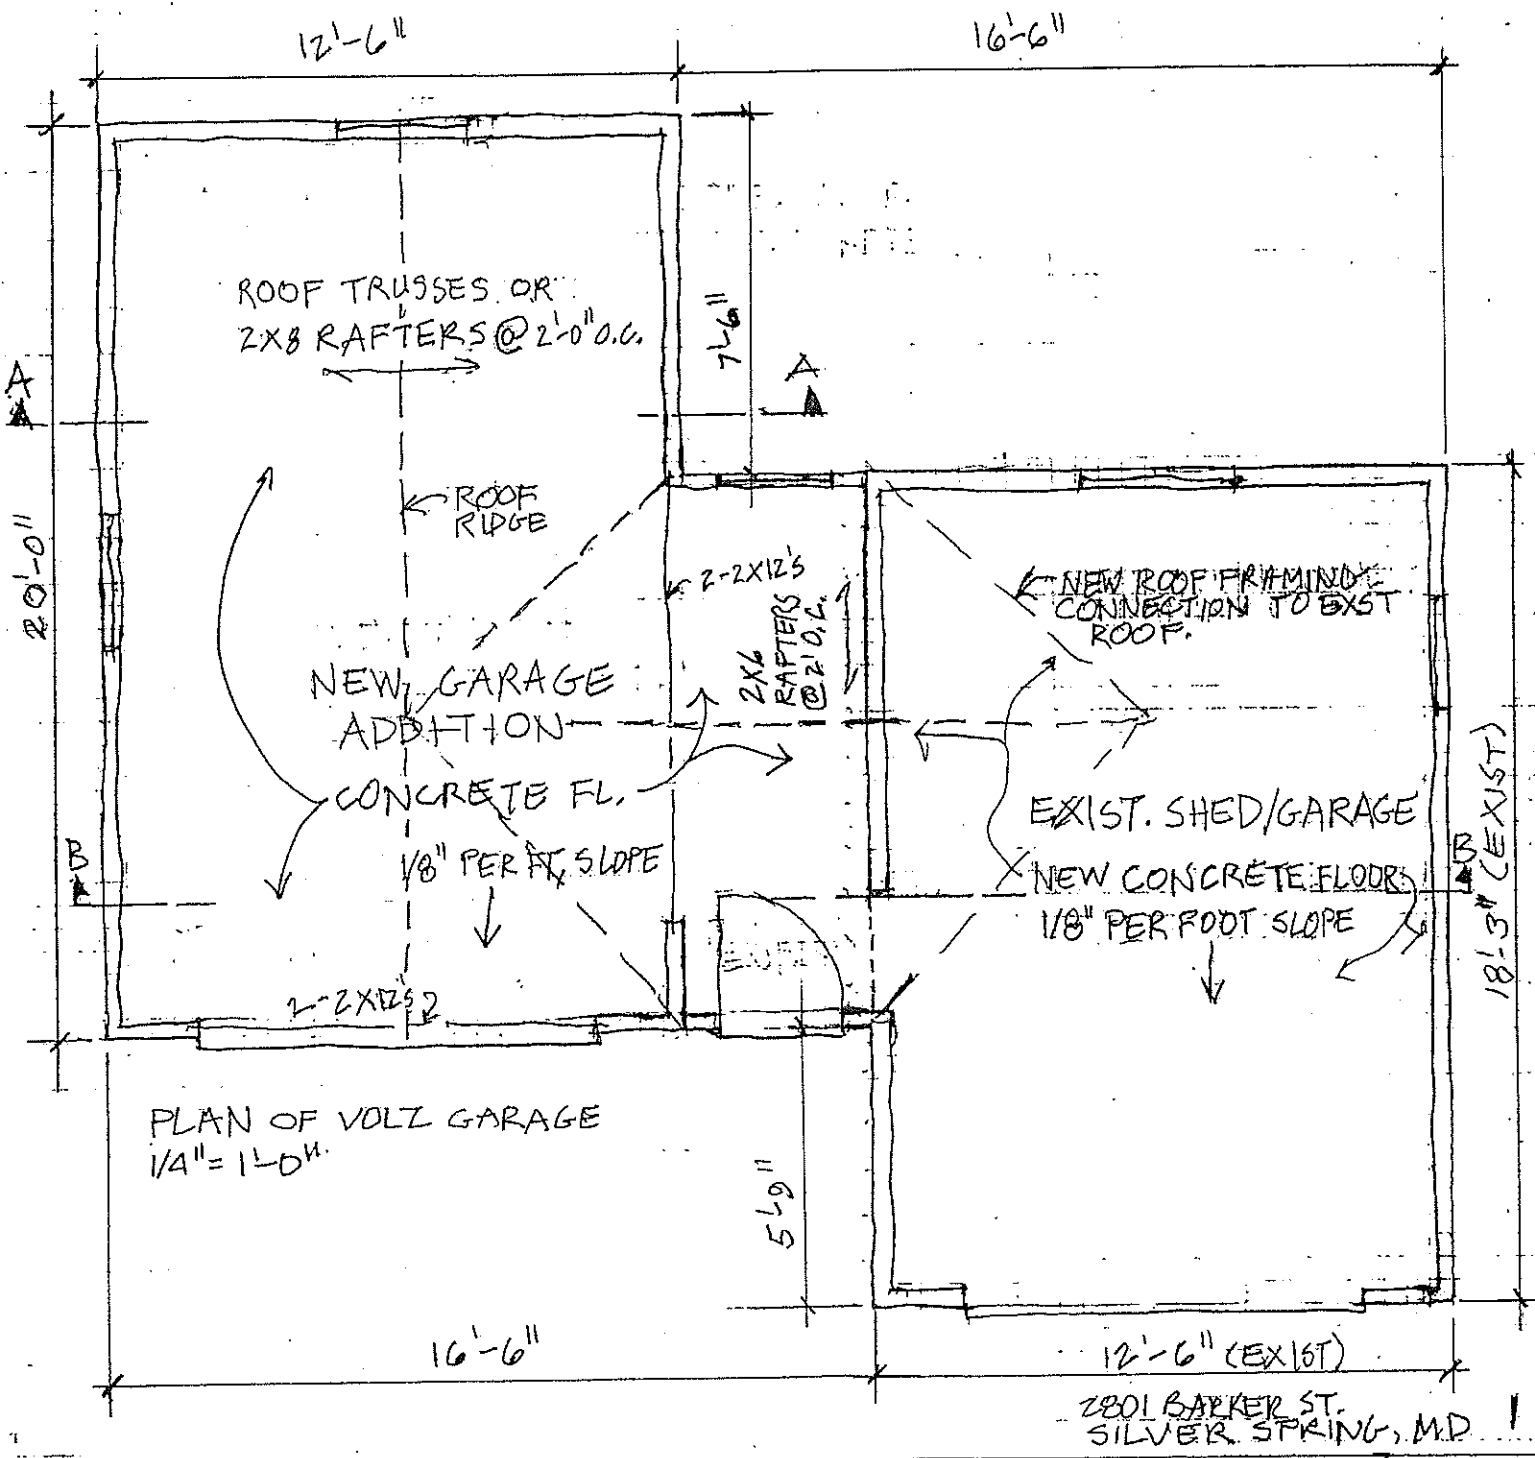 12'-6"
16'-6"
ROOF TRUSSES OR
2X8 RAFTERS @ 2'-0" O.C.
7'-6"
A
A
20'-0"
ROOF
RIDGE
2-2X12'S
2X6
RAFTERS
@ 2' O.C.
NEW ROOF FRAMING
CONNECTION TO EXST
ROOF.
NEW GARAGE
ADDITION
CONCRETE FL.
1/8" PER FT. SLOPE
EXIST. SHED/GARAGE
NEW CONCRETE FLOOR
1/8" PER FOOT SLOPE
B
B
18'-3" (EXIST)
2-2X12'S
PLAN OF VOLZ GARAGE
1/4" = 1'-0"
5'-9"
16'-6"
12'-6" (EXIST)
2801 BARKER ST.
SILVER SPRING, MD